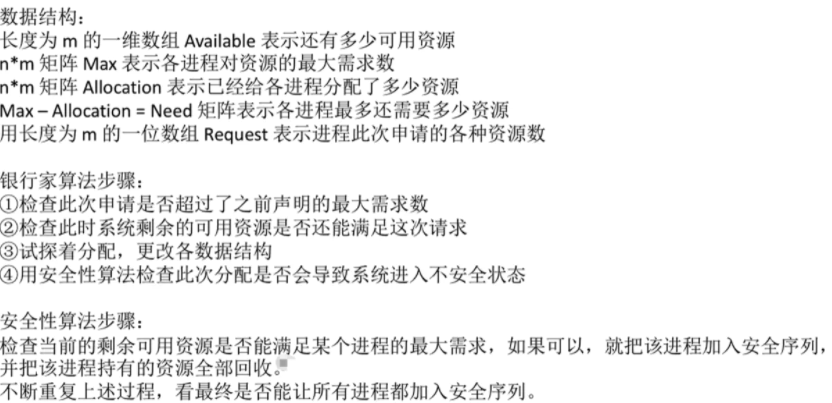 数据结构：
长度为 m 的一维数组 Available 表示还有多少可用资源
n*m 矩阵 Max 表示各进程对资源的最大需求数
n*m 矩阵 Allocation 表示已经给各进程分配了多少资源
Max – Allocation = Need 矩阵表示各进程最多还需要多少资源
用长度为 m 的一位数组 Request 表示进程此次申请的各种资源数
银行家算法步骤：
①检查此次申请是否超过了之前声明的最大需求数
②检查此时系统剩余的可用资源是否还能满足这次请求
③试探着分配，更改各数据结构
④用安全性算法检查此次分配是否会导致系统进入不安全状态
安全性算法步骤：
检查当前的剩余可用资源是否能满足某个进程的最大需求，如果可以，就把该进程加入安全序列，
并把该进程持有的资源全部回收。
不断重复上述过程，看最终是否能让所有进程都加入安全序列。